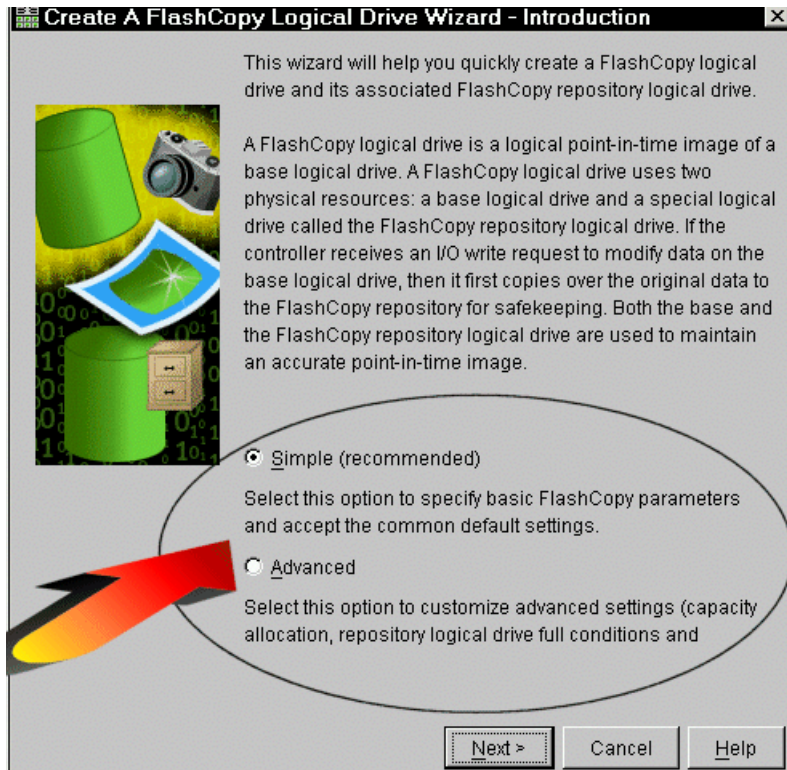 Create A FlashCopy Logical Drive Wizard - Introduction
This wizard will help you quickly create a FlashCopy logical
drive and its associated FlashCopy repository logical drive.
A FlashCopy logical drive is a logical point-in-time image of a
base logical drive. A FlashCopy logical drive uses two
physical resources: a base logical drive and a special logical
drive called the FlashCopy repository logical drive. If the
controller receives an I/O write request to modify data on the
base logical drive, then it first copies over the original data to
the FlashCopy repository for safekeeping. Both the base and
the FlashCopy repository logical drive are used to maintain
an accurate point-in-time image.
Simple (recommended)
Select this option to specify basic FlashCopy parameters
and accept the common default settings.
Advanced
Select this option to customize advanced settings (capacity
allocation, repository logical drive full conditions and
Next > Cancel Help